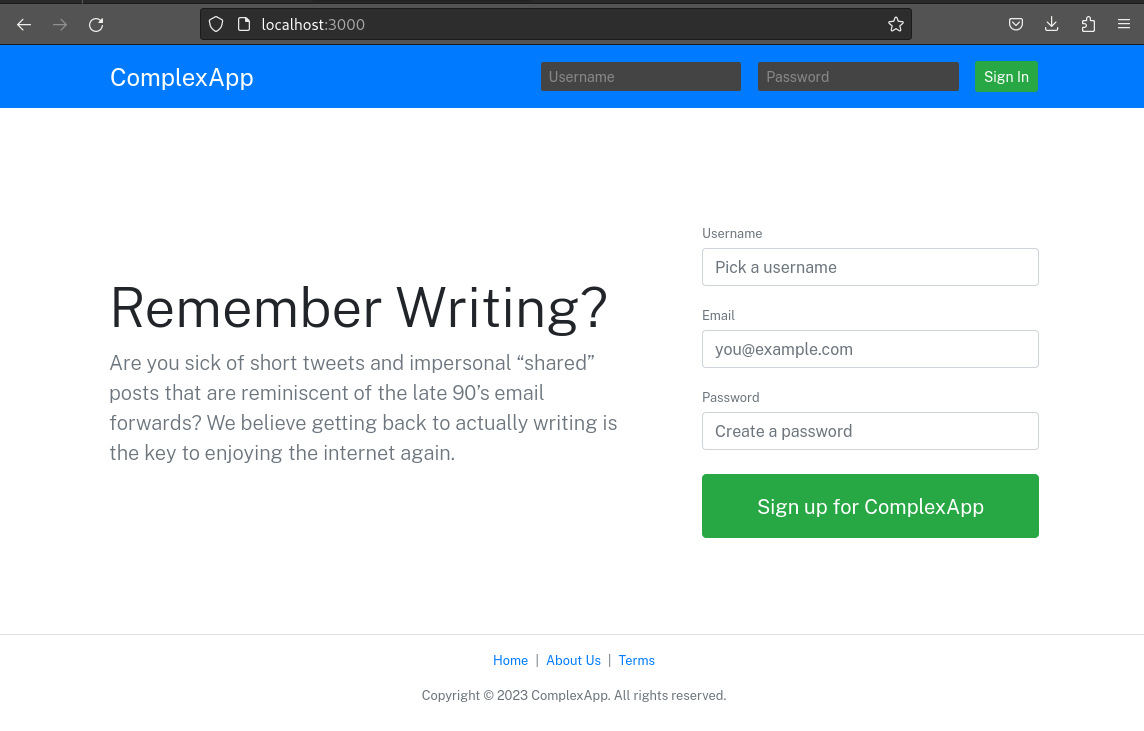 localhost:3000
ComplexApp
Username
Password
Sign In
Remember Writing?
Are you sick of short tweets and impersonal “shared”
posts that are reminiscent of the late 90’s email
forwards? We believe getting back to actually writing is
the key to enjoying the internet again.
Username
Pick a username
Email
you@example.com
Password
Create a password
Sign up for ComplexApp
Home | About Us | Terms
Copyright © 2023 ComplexApp. All rights reserved.